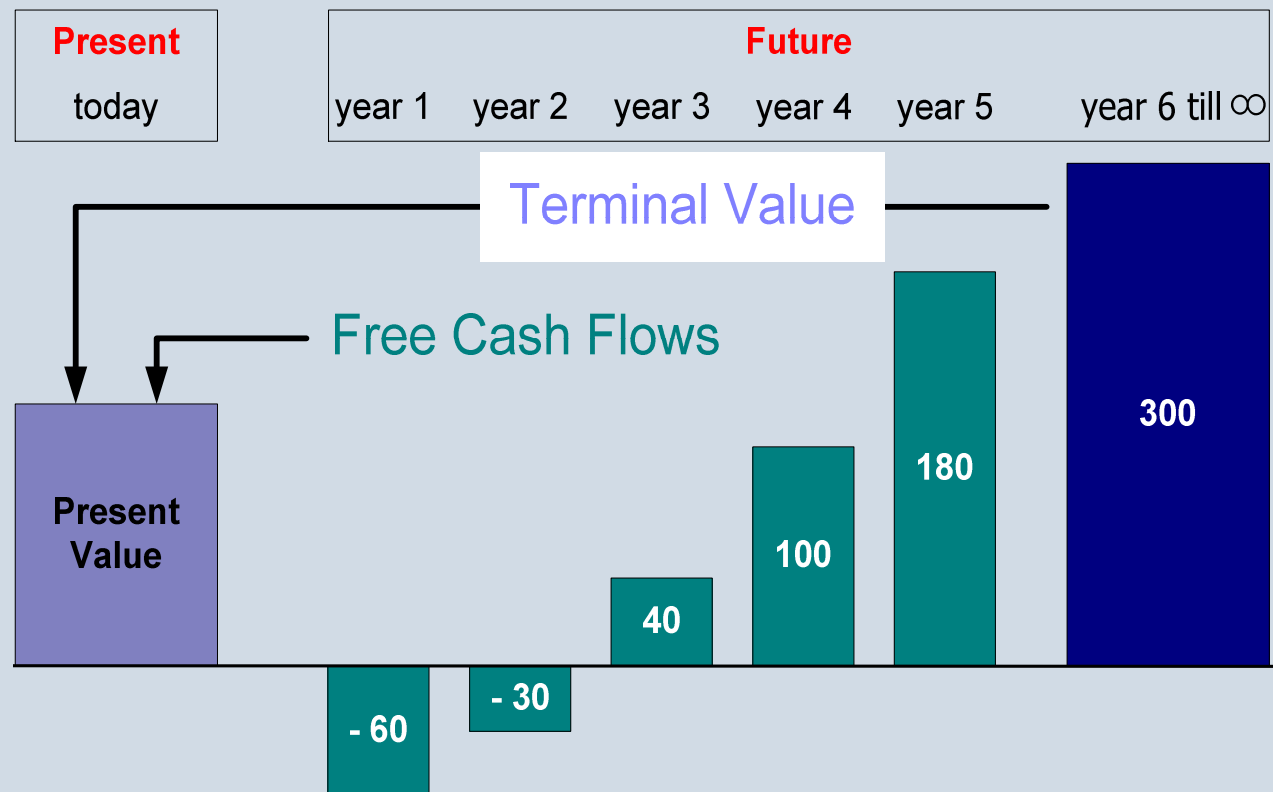 Present
Future
today
year 1
year 2
year 3
year 4
year 5
year 6 till ∞
Terminal Value
Free Cash Flows
Present
Value
- 60
- 30
40
100
180
300